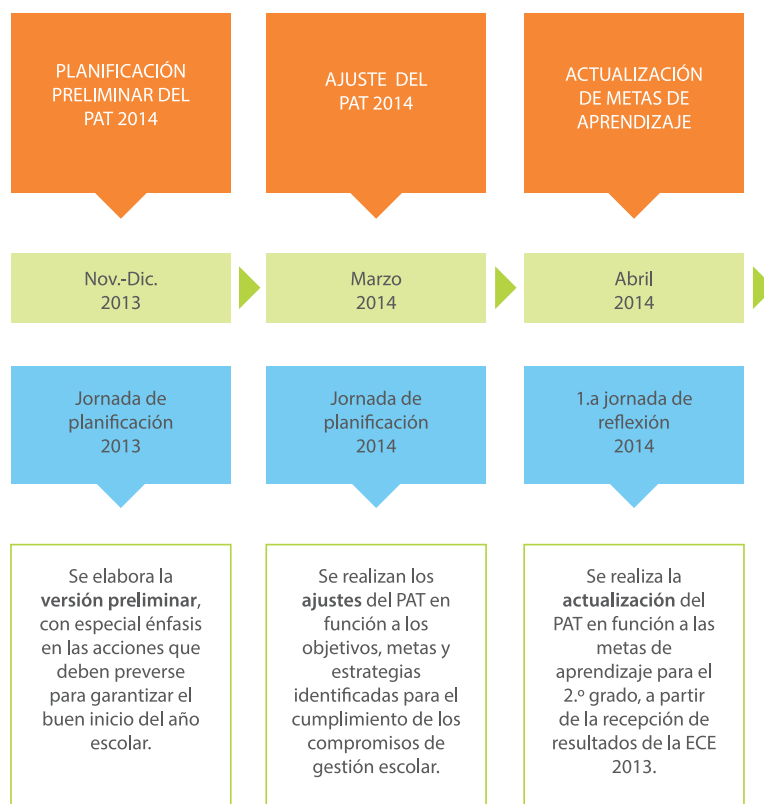 PLANIFICACIÓN
PRELIMINAR DEL
PAT 2014
Nov.-Dic.
2013
Jornada de
planificación
2013
Se elabora la
versión preliminar,
con especial énfasis
en las acciones que
deben preverse
para garantizar el
buen inicio del año
escolar.
AJUSTE DEL
PAT 2014
Marzo
2014
Jornada de
planificación
2014
Se realizan los
ajustes del PAT en
función a los
objetivos, metas y
estrategias
identificadas para el
cumplimiento de los
compromisos de
gestión escolar.
ACTUALIZACIÓN
DE METAS DE
APRENDIZAJE
Abril
2014
1.a jornada de
reflexión
2014
Se realiza la
actualización del
PAT en función a las
metas de
aprendizaje para el
2.º grado, a partir
de la recepción de
resultados de la ECE
2013.